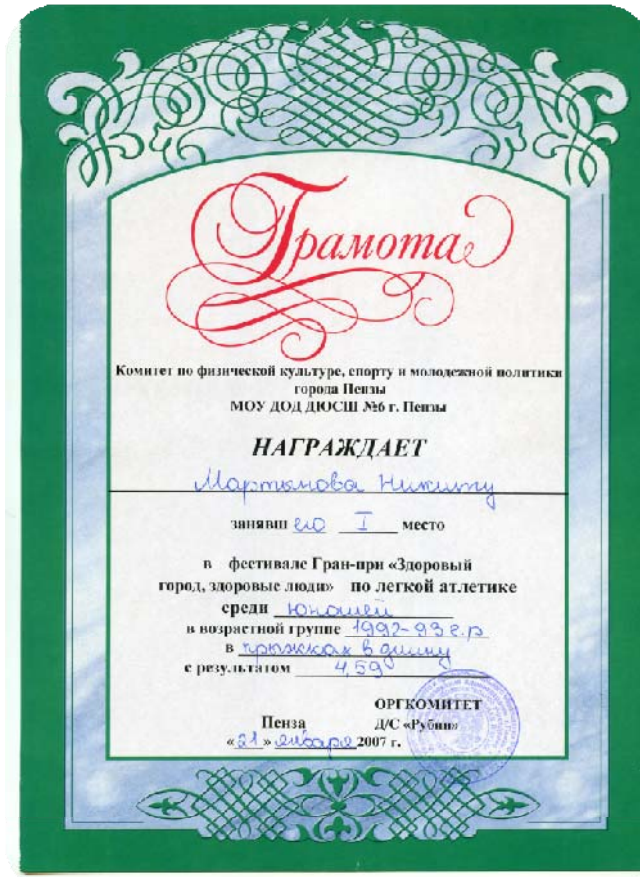 Грамота
Комитет по физической культуре, спорту и молодежной политики
города Пензы
МОУ ДОД ДЮСШ №6 г. Пензы
НАГРАЖДАЕТ
Мартянова Никиту
занявш его I место
в фестивале Гран-при «Здоровый
город, здоровые люди» по легкой атлетике
среди юношей
в возрастной группе 1992-93 г.р
в прыжках в длину
с результатом 4,59
ОРГКОМИТЕТ
Пенза Д/С «Рубин»
«21» января 2007 г.